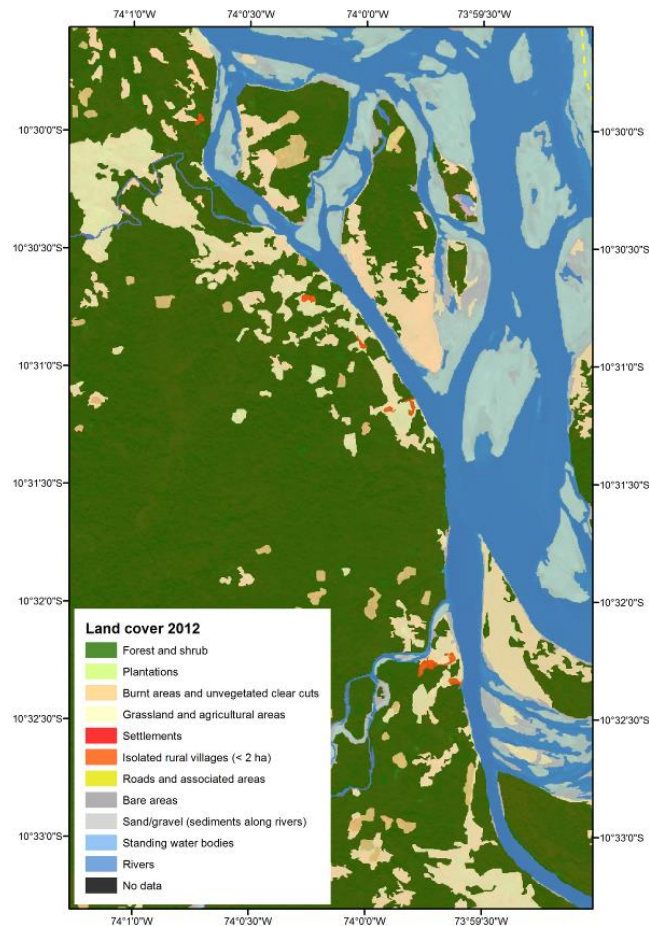 74°1'0"W 74°0'30"W 74°0'0"W 73°59'30"W
10°30'0"S 10°30'0"S
10°30'30"S 10°30'30"S
10°31'0"S 10°31'0"S
10°31'30"S 10°31'30"S
10°32'0"S 10°32'0"S
Land cover 2012
Forest and shrub
Plantations
Burnt areas and unvegetated clear cuts
Grassland and agricultural areas
10°32'30"S 10°32'30"S
Settlements
Isolated rural villages (< 2 ha)
Roads and associated areas
Bare areas
Sand/gravel (sediments along rivers)
10°33'0"S 10°33'0"S
Standing water bodies
Rivers
No data
74°1'0"W 74°0'30"W 74°0'0"W 73°59'30"W